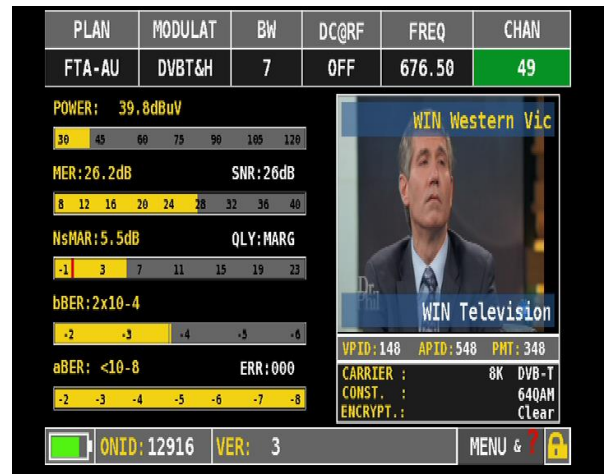 PLAN MODULAT BW DC@RF FREQ CHAN
FTA-AU DVBT&H 7 OFF 676.50 49
POWER: 39.8dBuV
30 45 60 75 90 105 120
MER:26.2dB SNR:26dB
8 12 16 20 24 28 32 36 40
NsMAR:5.5dB QLY:MARG
-1 3 7 11 15 19 23
bBER:2x10-4
-2 -3 -4 -5 -6
aBER: <10-8 ERR:000
-2 -3 -4 -5 -6 -7 -8
WIN Western Vic
Dr. Phil
WIN Television
VPID:148 APID:548 PMT:348
CARRIER : 8K DVB-T
CONST. : 64QAM
ENCRYPT.: Clear
ONID:12916 VER: 3 MENU & ?